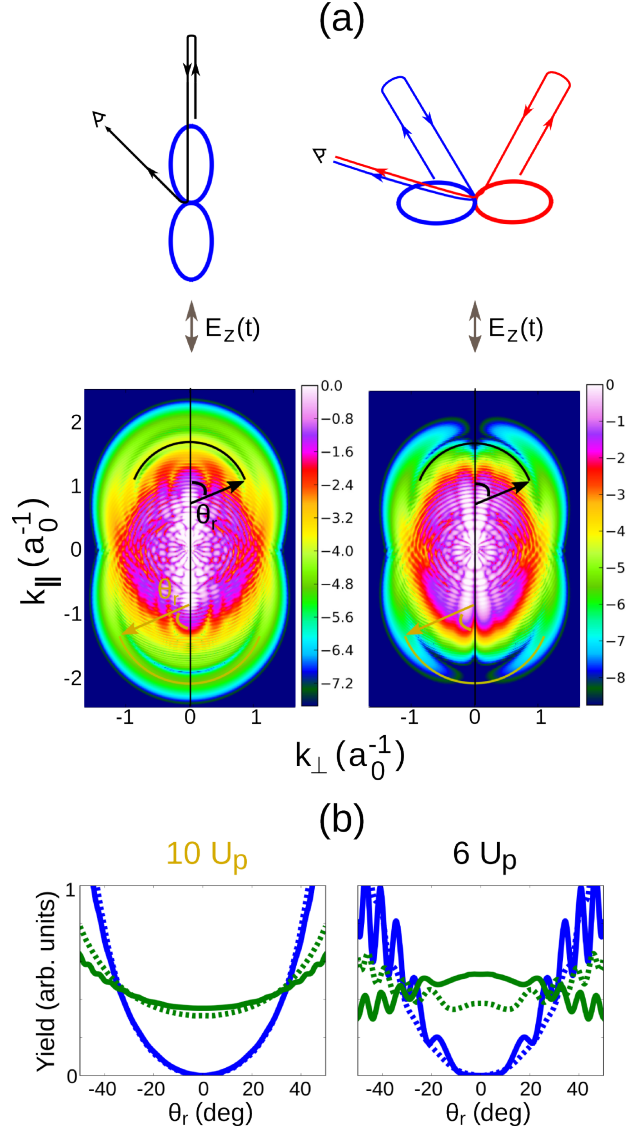 (a)
E_z(t) E_z(t)
0.0 0
−0.8 −1
−1.6 −2
−2.4 −3
−3.2 −4
−4.0 −5
−4.8 −6
−5.6 −7
−6.4 −8
−7.2
2
1
0
-1
-2
k_∥ (a_0^-1)
θ_r θ_r
θ_r
-1 0 1 -1 0 1
k_⊥ (a_0^-1)
(b)
10 U_p 6 U_p
Yield (arb. units)
1
0
-40 -20 0 20 40 -40 -20 0 20 40
θ_r (deg) θ_r (deg)